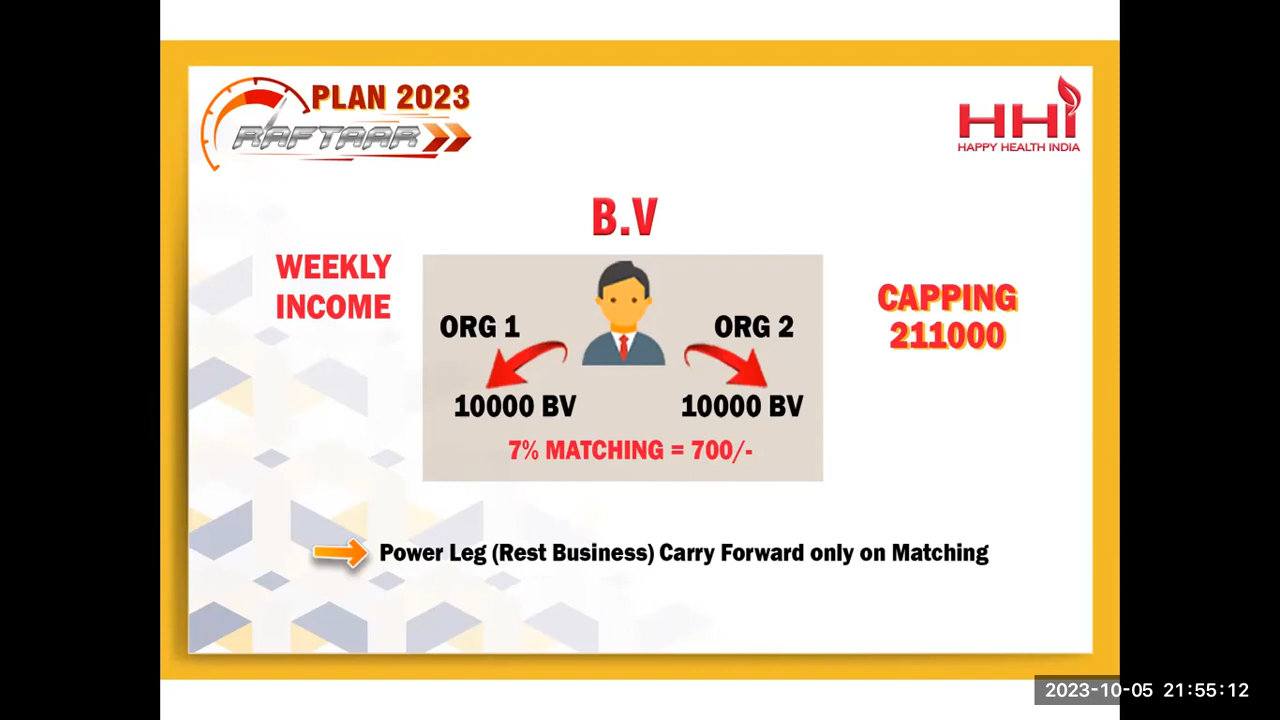 PLAN 2023
RAFTAAR
HHI
HAPPY HEALTH INDIA
B.V
WEEKLY
INCOME
ORG 1
ORG 2
10000 BV
10000 BV
7% MATCHING = 700/-
CAPPING
211000
Power Leg (Rest Business) Carry Forward only on Matching
2023-10-05 21:55:12